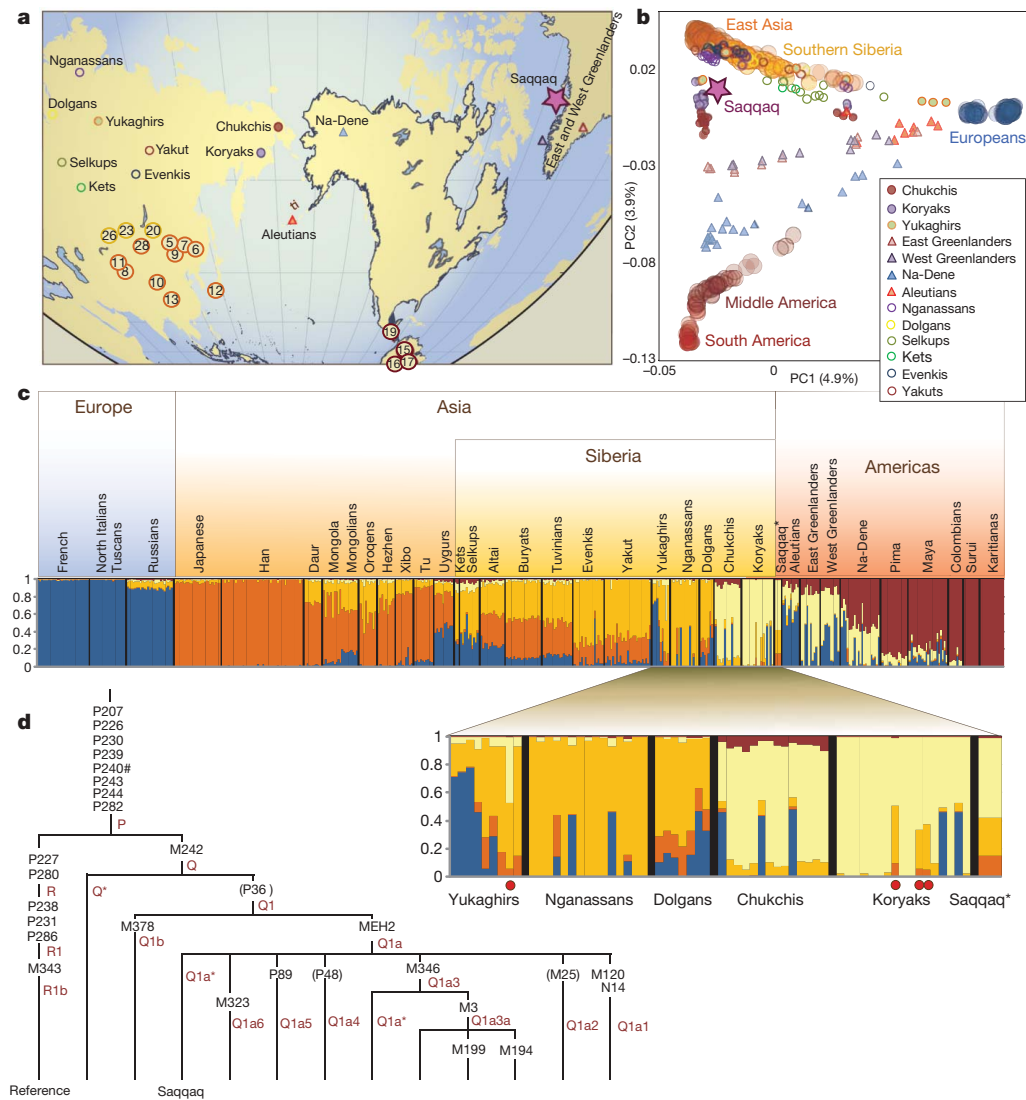 a
Nganassans
Dolgans
Yukaghirs
Selkups
Kets
Yakut
Evenkis
Chukchis
Koryaks
Na-Dene
Aleutians
Saqqaq
East and West Greenlanders
26
23
20
28
5
7
6
9
11
8
10
13
12
19
15
16
17
b
East Asia
Southern Siberia
Saqqaq
Europeans
Middle America
South America
0.02
−0.03
−0.08
−0.13
PC2 (3.9%)
−0.05
0
PC1 (4.9%)
Chukchis
Koryaks
Yukaghirs
East Greenlanders
West Greenlanders
Na-Dene
Aleutians
Nganassans
Dolgans
Selkups
Kets
Evenkis
Yakuts
c
Europe
Asia
Siberia
Americas
French
North Italians
Tuscans
Russians
Japanese
Han
Daur
Mongola
Mongolians
Oroqens
Hezhen
Xibo
Tu
Uygurs
Kets
Selkups
Altai
Buryats
Tuvinians
Evenkis
Yakut
Yukaghirs
Nganassans
Dolgans
Chukchis
Koryaks
Saqqaq*
Aleutians
East Greenlanders
West Greenlanders
Na-Dene
Pima
Maya
Colombians
Surui
Karitianas
1
0.8
0.6
0.4
0.2
0
1
0.8
0.6
0.4
0.2
0
Yukaghirs
Nganassans
Dolgans
Chukchis
Koryaks
Saqqaq*
d
P207
P226
P230
P239
P240#
P243
P244
P282
P
P227
P280
R
P238
P231
P286
R1
M343
R1b
M242
Q
Q*
(P36 )
Q1
M378
Q1b
MEH2
Q1a
Q1a*
M323
Q1a6
P89
Q1a5
(P48)
Q1a4
M346
Q1a3
Q1a*
M3
Q1a3a
M199
M194
(M25)
Q1a2
M120
N14
Q1a1
Reference
Saqqaq